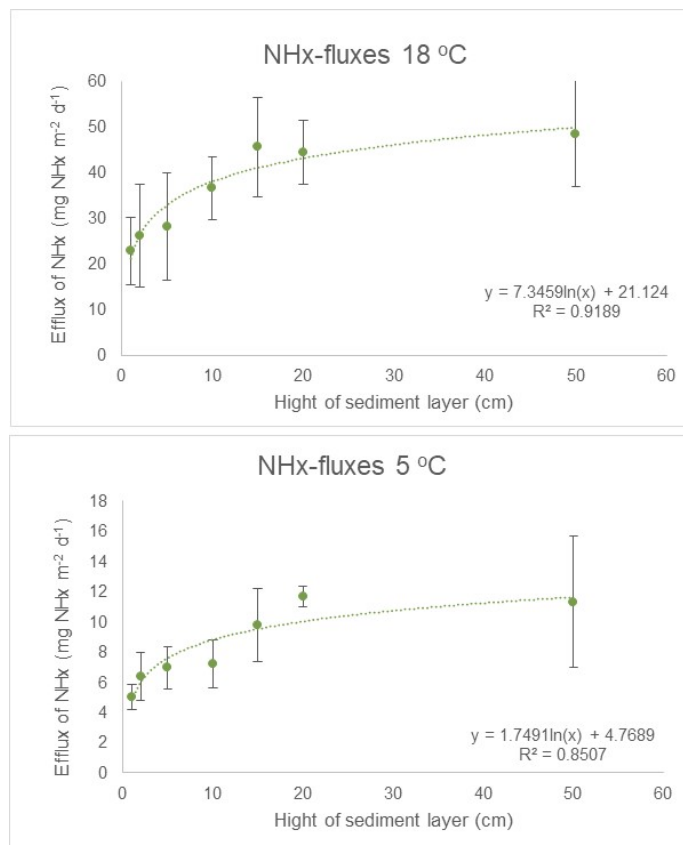 NHx-fluxes 18 ºC
60
50
40
30
20
10
0
Efflux of NHx (mg NHx m⁻² d⁻¹)
y = 7.3459ln(x) + 21.124
R² = 0.9189
0 10 20 30 40 50 60
Hight of sediment layer (cm)
NHx-fluxes 5 ºC
18
16
14
12
10
8
6
4
2
0
Efflux of NHx (mg NHx m⁻² d⁻¹)
y = 1.7491ln(x) + 4.7689
R² = 0.8507
0 10 20 30 40 50 60
Hight of sediment layer (cm)